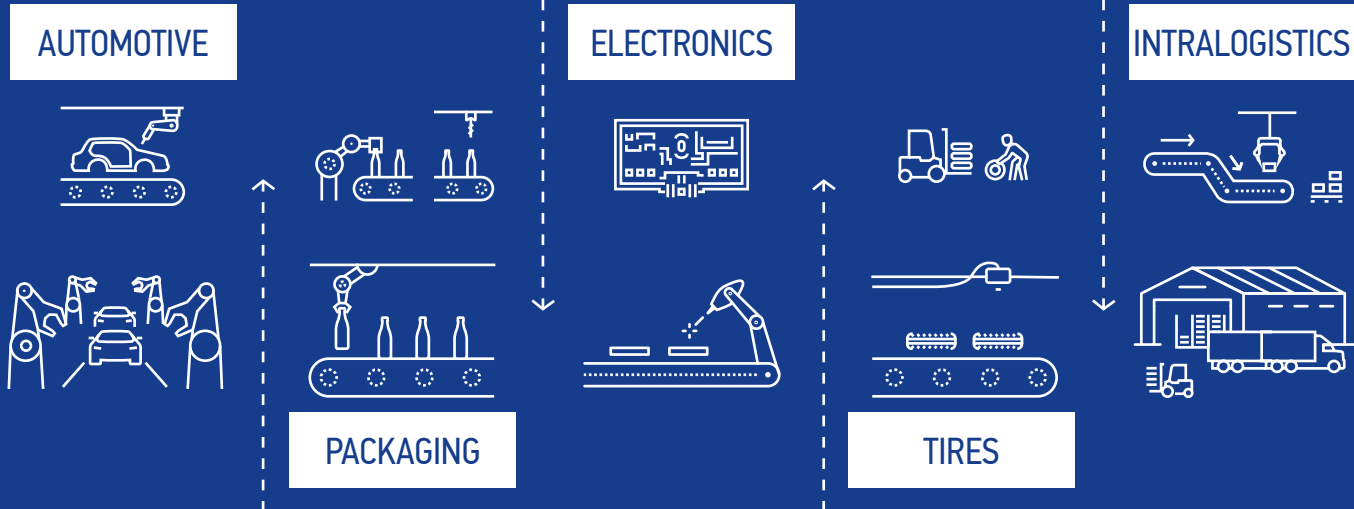 AUTOMOTIVE
ELECTRONICS
INTRALOGISTICS
PACKAGING
TIRES